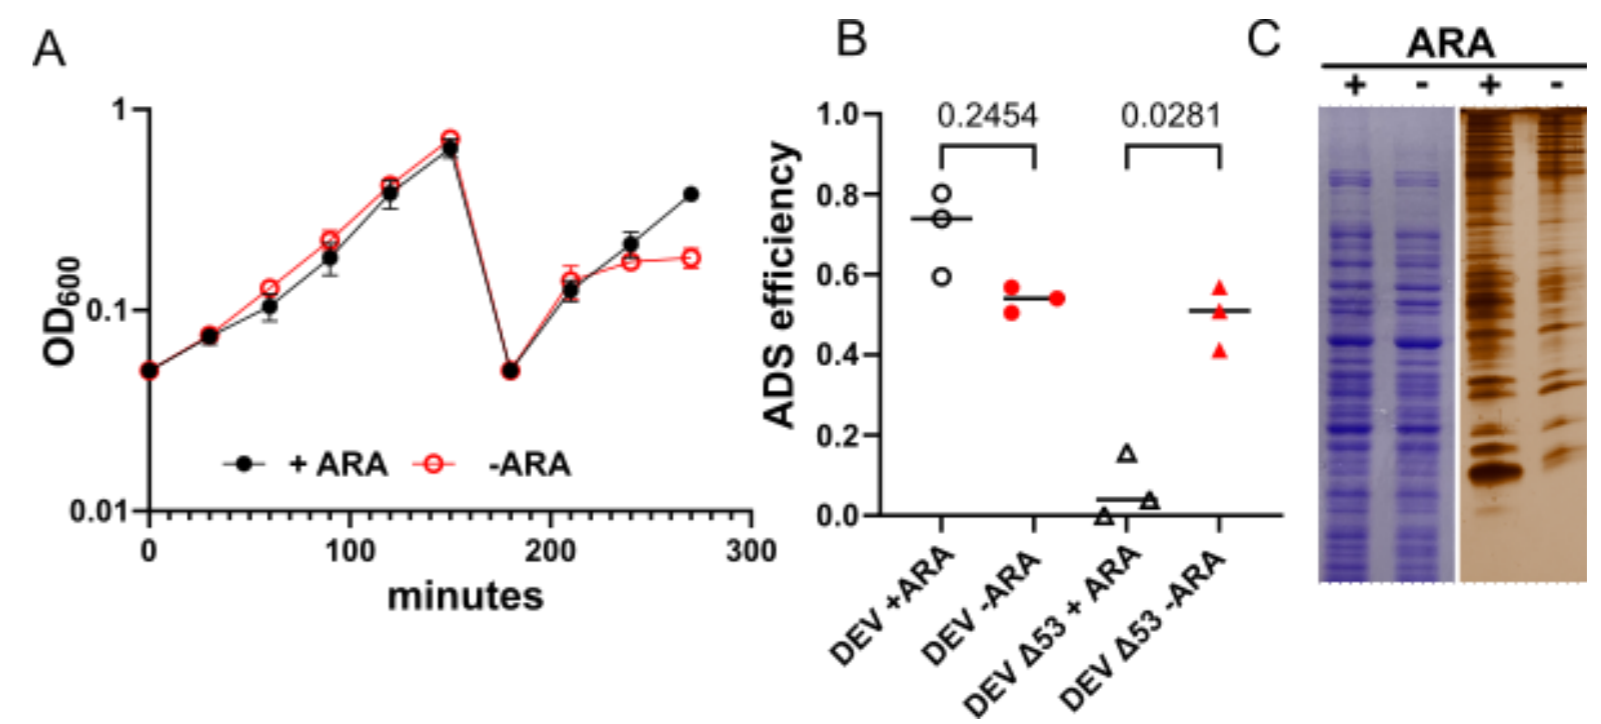 A
1
0.1
0.01
OD600
0
100
200
300
minutes
+ ARA
-ARA
B
1.0
0.8
0.6
0.4
0.2
0.0
ADS efficiency
0.2454
0.0281
DEV +ARA
DEV -ARA
DEV Δ53 + ARA
DEV Δ53 -ARA
C
ARA
+ - + -